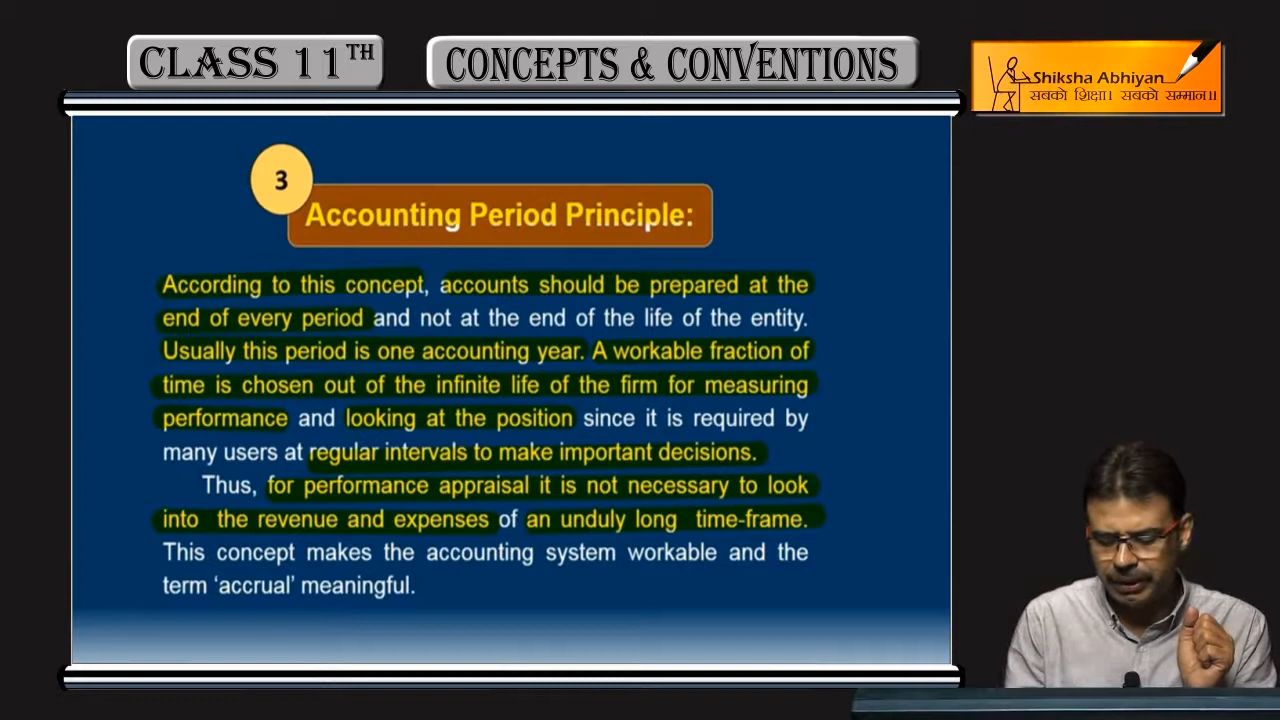 CLASS 11TH
CONCEPTS & CONVENTIONS
Shiksha Abhiyan
सबको शिक्षा। सबको सम्मान॥
3
Accounting Period Principle:
According to this concept, accounts should be prepared at the
end of every period and not at the end of the life of the entity.
Usually this period is one accounting year. A workable fraction of
time is chosen out of the infinite life of the firm for measuring
performance and looking at the position since it is required by
many users at regular intervals to make important decisions.
Thus, for performance appraisal it is not necessary to look
into the revenue and expenses of an unduly long time-frame.
This concept makes the accounting system workable and the
term ‘accrual’ meaningful.